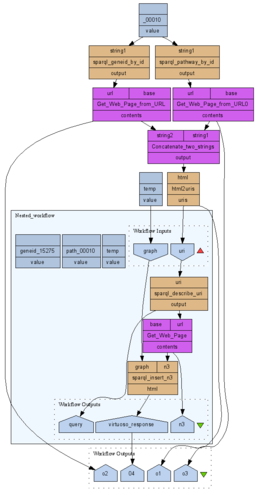 _00010
value
string1
sparql_geneid_by_id
output
string1
sparql_pathway_by_id
output
url base
Get_Web_Page_from_URL
contents
url base
Get_Web_Page_from_URL0
contents
string2 string1
Concatenate_two_strings
output
temp
value
html
html2uris
uris
Nested_workflow
Workflow Inputs
graph uri
geneid_15275
value
path_00010
value
temp
value
uri
sparql_describe_uri
output
base url
Get_Web_Page
contents
graph n3
sparql_insert_n3
Workflow Outputs
query virtuoso_response n3
Workflow Outputs
o2 04 o1 o3